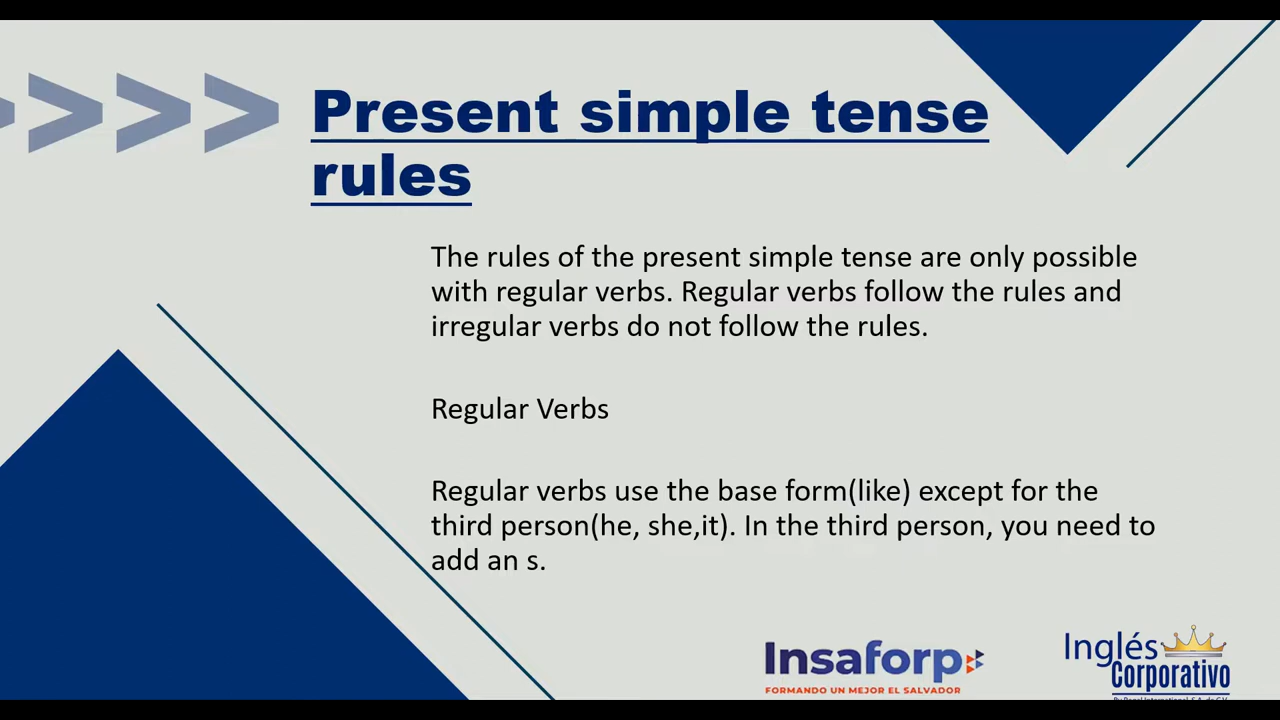 Present simple tense
rules
The rules of the present simple tense are only possible
with regular verbs. Regular verbs follow the rules and
irregular verbs do not follow the rules.
Regular Verbs
Regular verbs use the base form(like) except for the
third person(he, she,it). In the third person, you need to
add an s.
Insaforp
FORMANDO UN MEJOR EL SALVADOR
Inglés
Corporativo